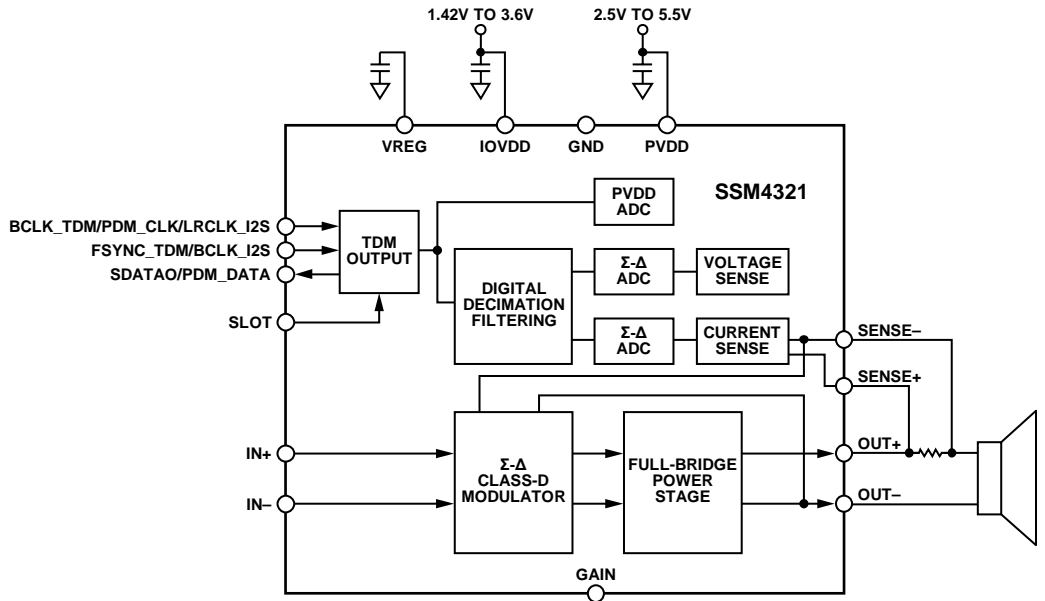 1.42V TO 3.6V
2.5V TO 5.5V
VREG
IOVDD
GND
PVDD
SSM4321
PVDD
ADC
BCLK_TDM/PDM_CLK/LRCLK_I2S
FSYNC_TDM/BCLK_I2S
SDATAO/PDM_DATA
SLOT
TDM
OUTPUT
DIGITAL
DECIMATION
FILTERING
Σ-Δ
ADC
VOLTAGE
SENSE
Σ-Δ
ADC
CURRENT
SENSE
SENSE–
SENSE+
IN+
IN–
Σ-Δ
CLASS-D
MODULATOR
FULL-BRIDGE
POWER
STAGE
OUT+
OUT–
GAIN